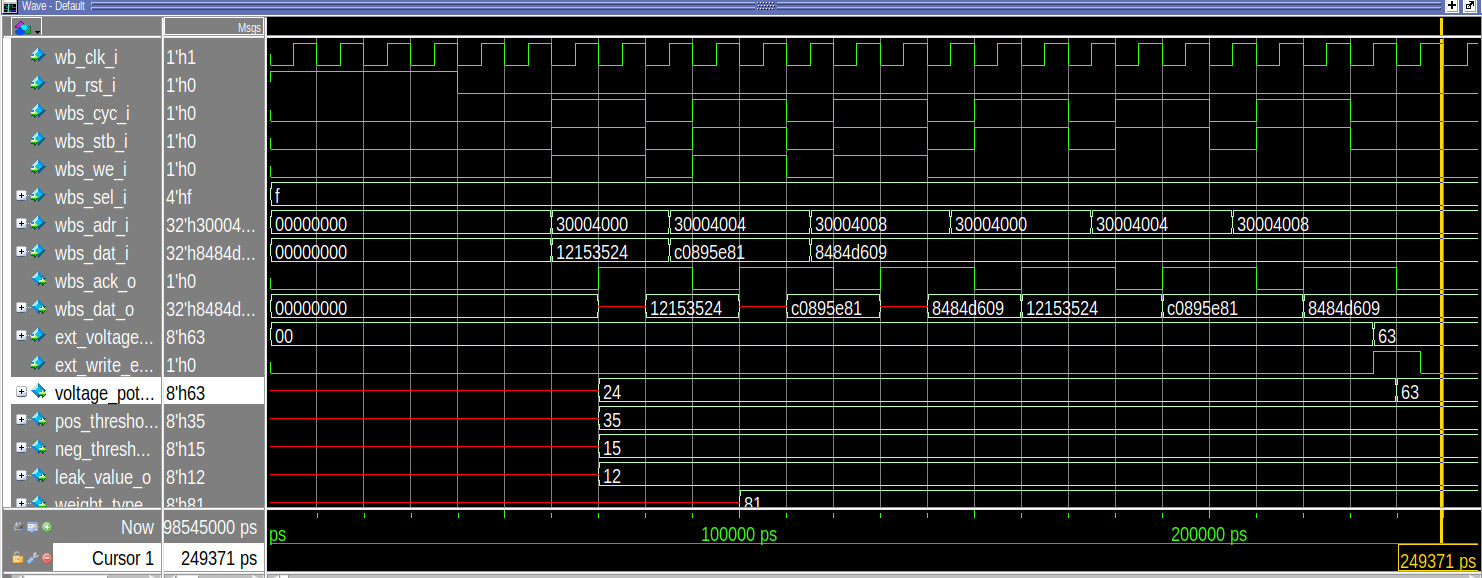 Wave - Default
Msgs
wb_clk_i 1'h1
wb_rst_i 1'h0
wbs_cyc_i 1'h0
wbs_stb_i 1'h0
wbs_we_i 1'h0
wbs_sel_i 4'hf f
wbs_adr_i 32'h30004... 00000000 30004000 30004004 30004008 30004000 30004004 30004008
wbs_dat_i 32'h8484d... 00000000 12153524 c0895e81 8484d609
wbs_ack_o 1'h0
wbs_dat_o 32'h8484d... 00000000 12153524 c0895e81 8484d609 12153524 c0895e81 8484d609
ext_voltage... 8'h63 00 63
ext_write_e... 1'h0
voltage_pot... 8'h63 24 63
pos_thresho... 8'h35 35
neg_thresh... 8'h15 15
leak_value_o 8'h12 12
weight_type 8'h81 81
Now 98545000 ps ps 100000 ps 200000 ps
Cursor 1 249371 ps 249371 ps